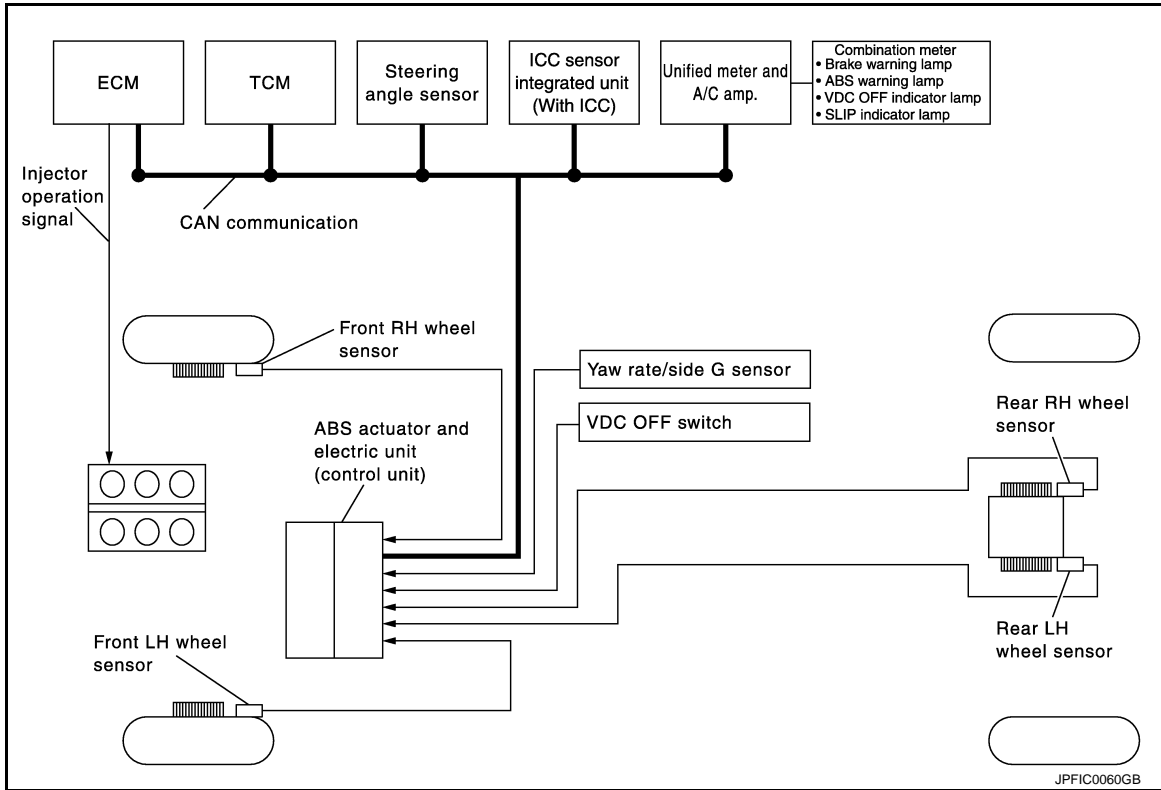 ECM
TCM
Steering
angle sensor
ICC sensor
integrated unit
(With ICC)
Unified meter and
A/C amp.
Combination meter
• Brake warning lamp
• ABS warning lamp
• VDC OFF indicator lamp
• SLIP indicator lamp
Injector
operation
signal
CAN communication
Front RH wheel
sensor
Yaw rate/side G sensor
VDC OFF switch
Rear RH wheel
sensor
ABS actuator and
electric unit
(control unit)
Front LH wheel
sensor
Rear LH
wheel sensor
JPFIC0060GB